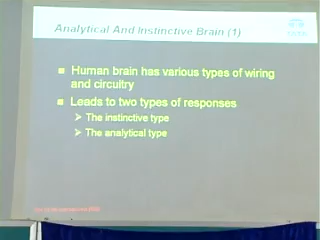 Analytical And Instinctive Brain (1)
Human brain has various types of wiring
and circuitry
Leads to two types of responses
The instinctive type
The analytical type